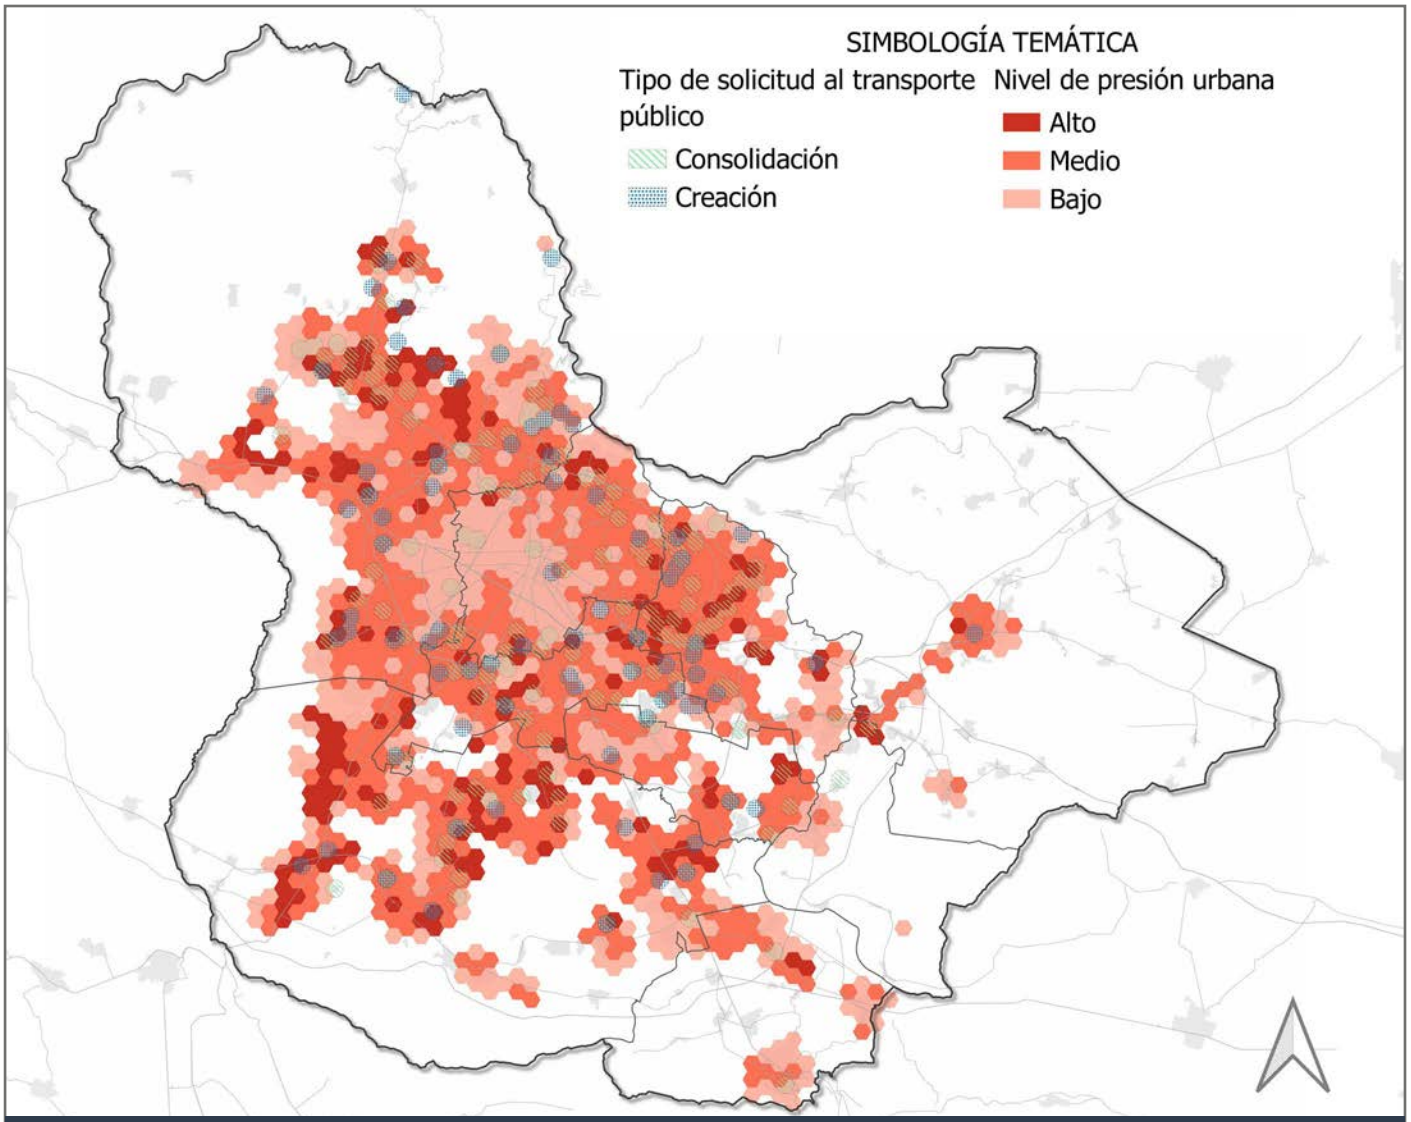 SIMBOLOGÍA TEMÁTICA
Tipo de solicitud al transporte
público
Consolidación
Creación
Nivel de presión urbana
Alto
Medio
Bajo